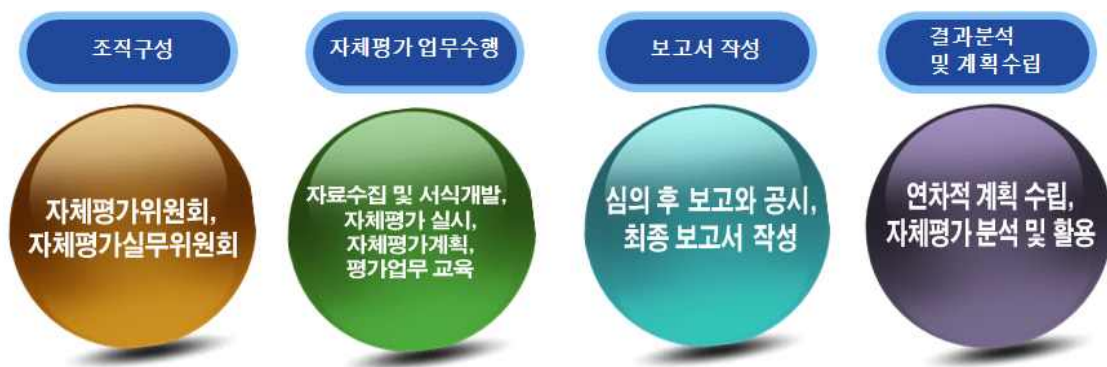 조직구성
자체평가 업무수행
보고서 작성
결과분석
및 계획수립
자체평가위원회,
자체평가실무위원회
자료수집 및 서식개발,
자체평가 실시,
자체평가계획,
평가업무 교육
심의 후 보고와 공시,
최종 보고서 작성
연차적 계획 수립,
자체평가 분석 및 활용